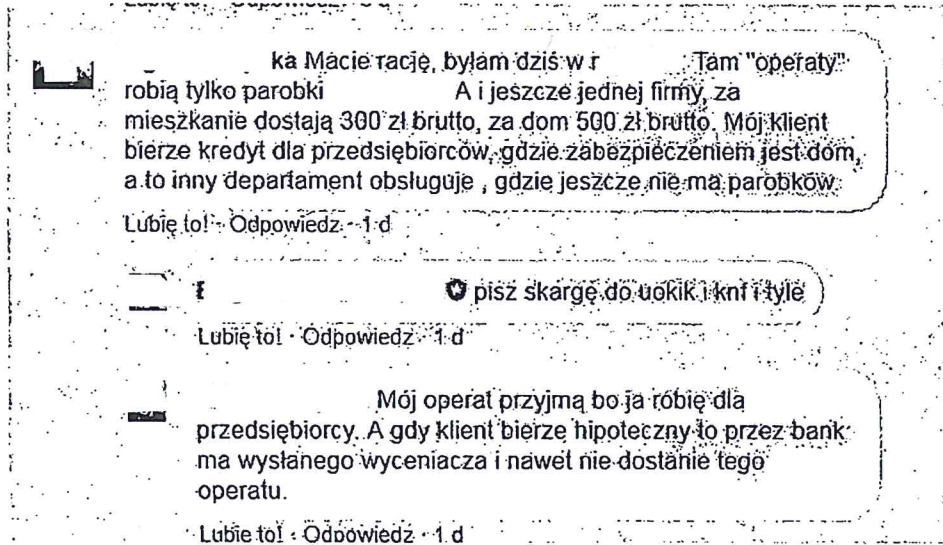 Lubię to! · Odpowiedz · 3 d
ka Macie rację, byłam dziś w r Tam "operaty"
robią tylko parobki A i jeszcze jednej firmy, za
mieszkanie dostają 300 zł brutto, za dom 500 zł brutto. Mój klient
bierze kredyt dla przedsiębiorców, gdzie zabezpieczeniem jest dom,
a to inny departament obsługuje , gdzie jeszcze nie ma parobków.
Lubię to! · Odpowiedz · 1 d
pisz skargę do uokik i knf i tyle
Lubię to! · Odpowiedz · 1 d
Mój operat przyjmą bo ja robię dla
przedsiębiorcy. A gdy klient bierze hipoteczny to przez bank
ma wysłanego wyceniacza i nawet nie dostanie tego
operatu.
Lubię to! · Odpowiedz · 1 d